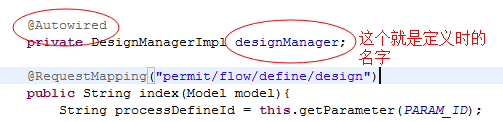 @Autowired
private DesignManagerImpl designManager;
这个就是定义时的
名字
@RequestMapping("permit/flow/define/design")
public String index(Model model){
String processDefineId = this.getParameter(PARAM_ID);